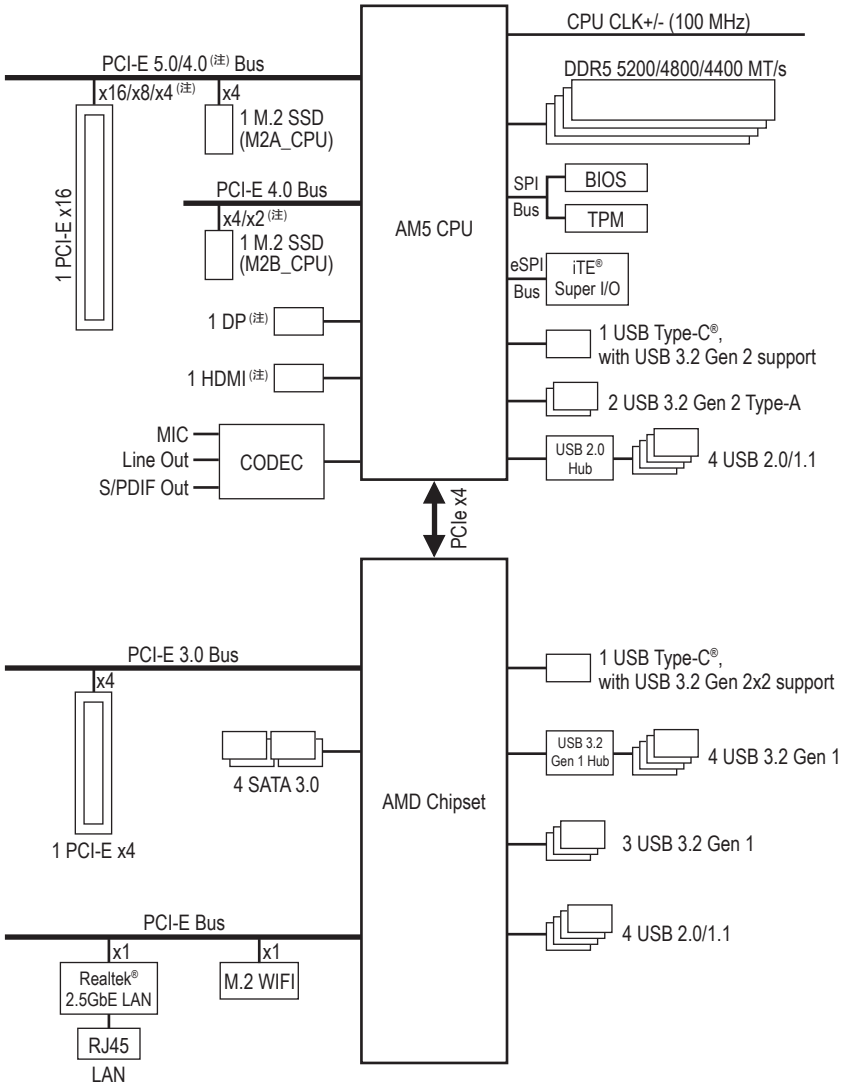 CPU CLK+/- (100 MHz)
PCI-E 5.0/4.0 (注) Bus
x16/x8/x4 (注)
x4
1 M.2 SSD
(M2A_CPU)
1 PCI-E x16
PCI-E 4.0 Bus
x4/x2 (注)
1 M.2 SSD
(M2B_CPU)
1 DP (注)
1 HDMI (注)
MIC
Line Out
S/PDIF Out
CODEC
AM5 CPU
DDR5 5200/4800/4400 MT/s
SPI
Bus
BIOS
TPM
eSPI
Bus
iTE®
Super I/O
1 USB Type-C®,
with USB 3.2 Gen 2 support
2 USB 3.2 Gen 2 Type-A
USB 2.0
Hub
4 USB 2.0/1.1
PCIe x4
PCI-E 3.0 Bus
x4
1 PCI-E x4
4 SATA 3.0
AMD Chipset
1 USB Type-C®,
with USB 3.2 Gen 2x2 support
USB 3.2
Gen 1 Hub
4 USB 3.2 Gen 1
3 USB 3.2 Gen 1
4 USB 2.0/1.1
PCI-E Bus
x1
x1
Realtek®
2.5GbE LAN
M.2 WIFI
RJ45
LAN